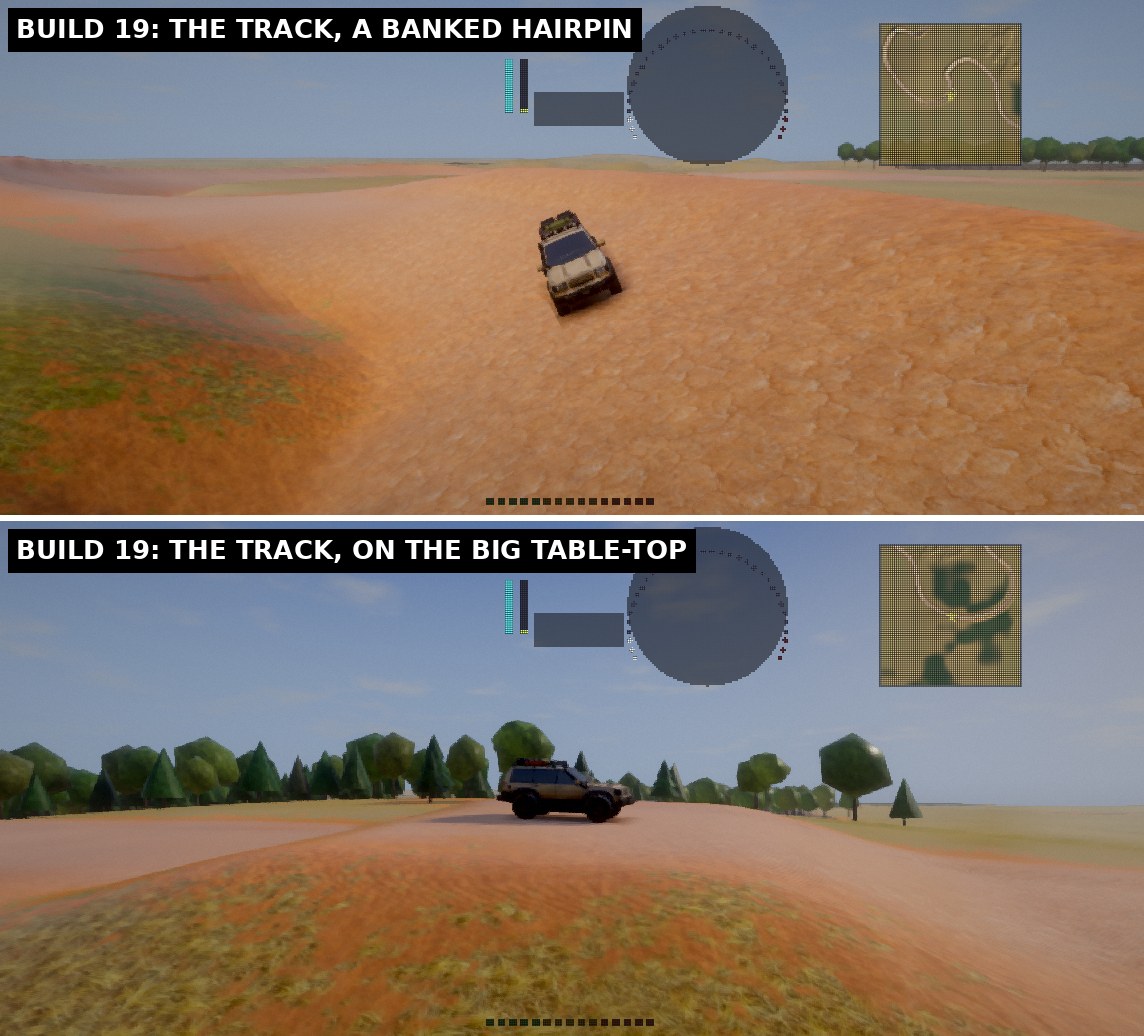 BUILD 19: THE TRACK, A BANKED HAIRPIN
BUILD 19: THE TRACK, ON THE BIG TABLE-TOP